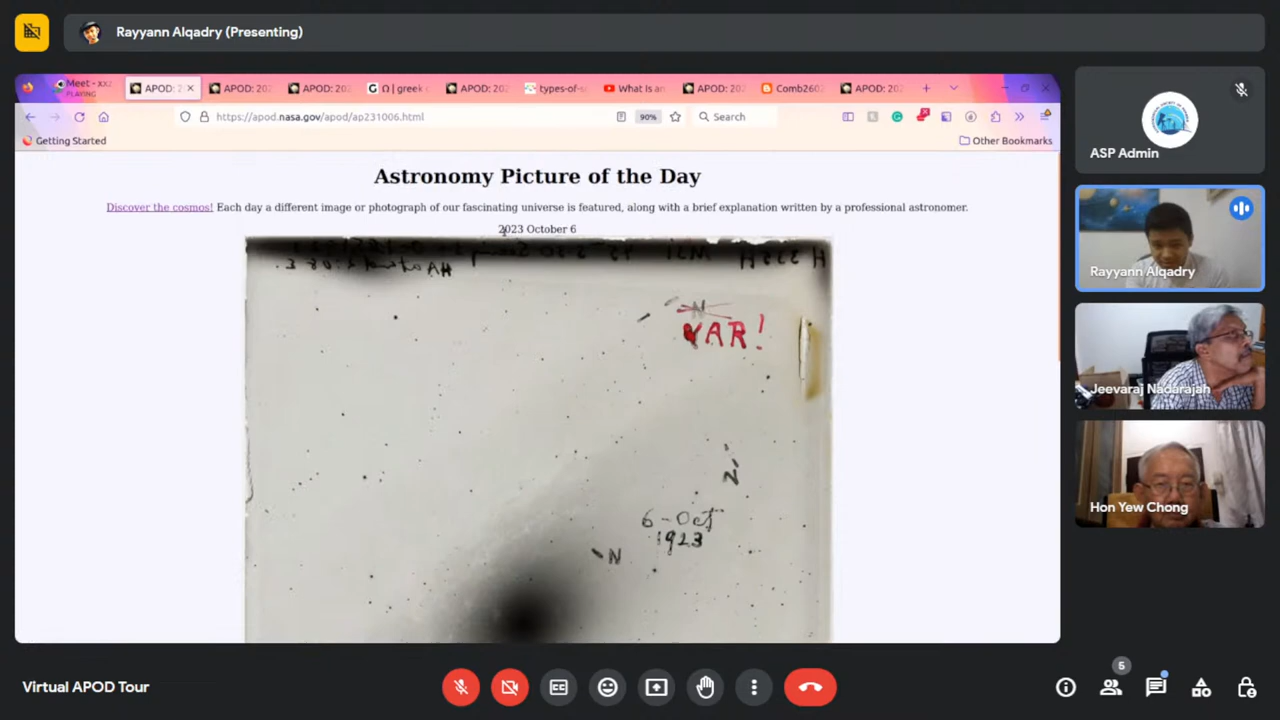 Rayyann Alqadry (Presenting)
Meet - xxz
PLAYING
APOD: 2
APOD: 202
APOD: 202
Ω | greek
APOD: 202
types-of-s
What Is an
APOD: 202
Comb2602
APOD: 202
https://apod.nasa.gov/apod/ap231006.html
90%
Search
Getting Started
Other Bookmarks
Astronomy Picture of the Day
Discover the cosmos! Each day a different image or photograph of our fascinating universe is featured, along with a brief explanation written by a professional astronomer.
2023 October 6
N
VAR!
N
6-Oct
1923
N
ASP Admin
Rayyann Alqadry
Jeevaraj Nadarajah
Hon Yew Chong
Virtual APOD Tour
5